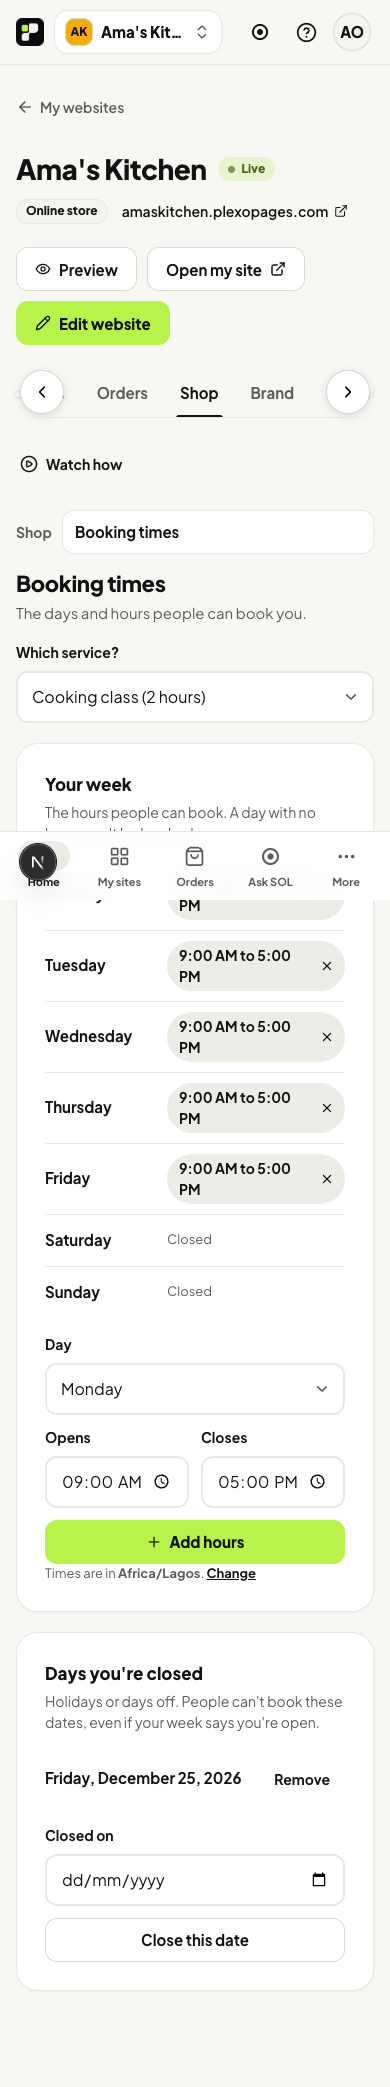 AK Ama's Kit... AO
My websites
Ama's Kitchen Live
Online store amaskitchen.plexopages.com
Preview Open my site
Edit website
Orders Shop Brand
Watch how
Shop Booking times
Booking times
The days and hours people can book you.
Which service?
Cooking class (2 hours)
Your week
The hours people can book. A day with no
N
Home My sites Orders Ask SOL More
PM
Tuesday 9:00 AM to 5:00
PM
Wednesday 9:00 AM to 5:00
PM
Thursday 9:00 AM to 5:00
PM
Friday 9:00 AM to 5:00
PM
Saturday Closed
Sunday Closed
Day
Monday
Opens Closes
09:00 AM 05:00 PM
Add hours
Times are in Africa/Lagos. Change
Days you're closed
Holidays or days off. People can't book these
dates, even if your week says you're open.
Friday, December 25, 2026 Remove
Closed on
dd/mm/yyyy
Close this date